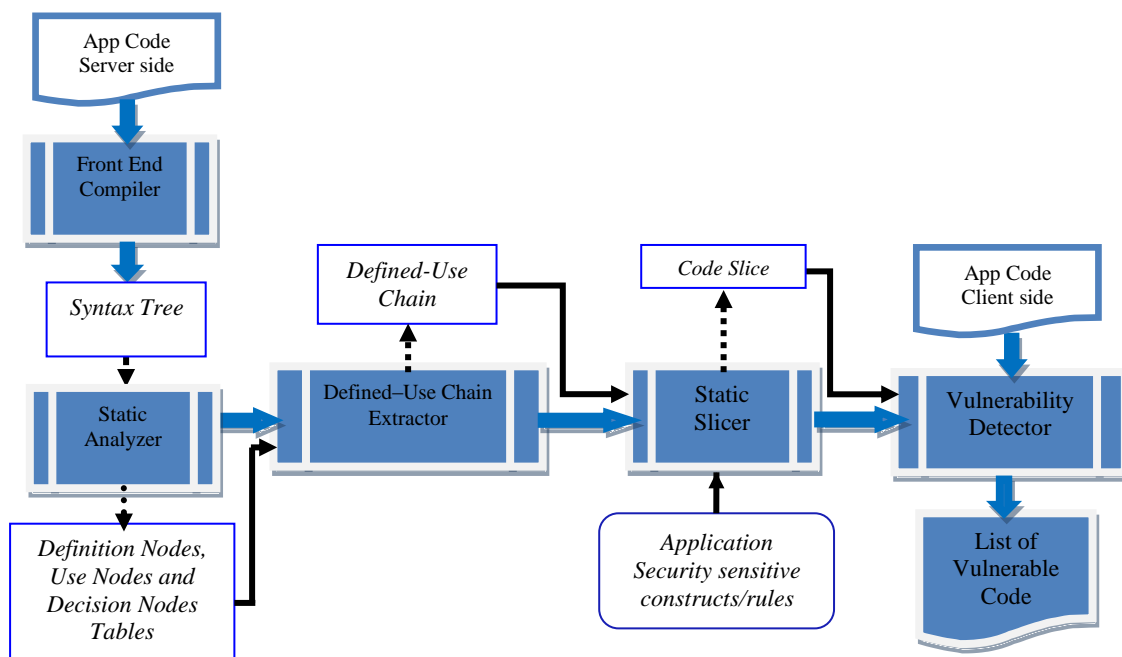 App Code
Server side
Front End
Compiler
Syntax Tree
Static
Analyzer
Definition Nodes,
Use Nodes and
Decision Nodes
Tables
Defined-Use
Chain
Defined–Use Chain
Extractor
Code Slice
Static
Slicer
Application
Security sensitive
constructs/rules
App Code
Client side
Vulnerability
Detector
List of
Vulnerable
Code